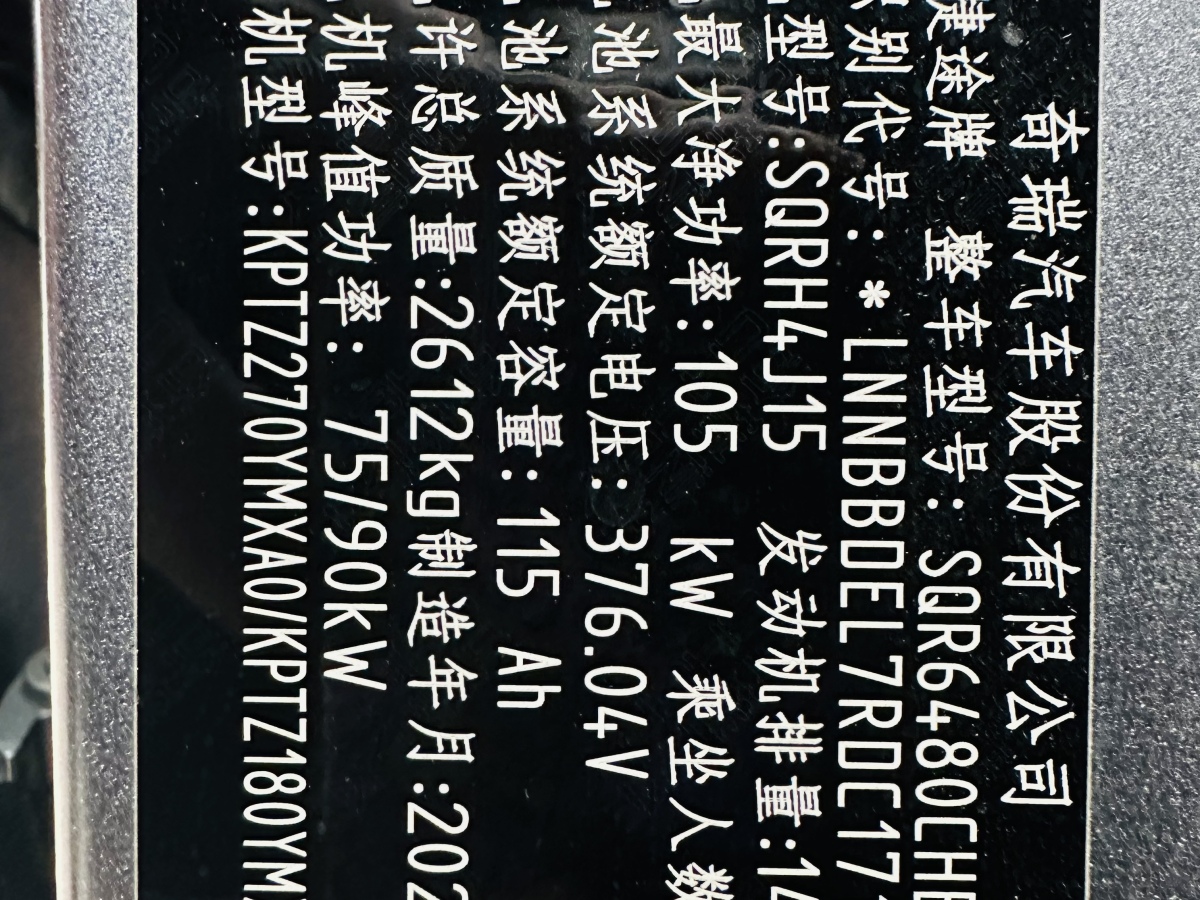 奇瑞汽车股份有限公司
捷途牌 整车型号: SQR6480CHE
别代号: *LNNBBDEL7RDC17
型号:SQRH4J15 发动机排量:14
最大净功率: 105 kW 乘坐人数
池系统额定电压: 376.04V
池系统额定容量:115 Ah
许总质量:2612kg制造年月:202
机峰值功率: 75/90kW
机型号:KPTZ270YMXA0/KPTZ180YM